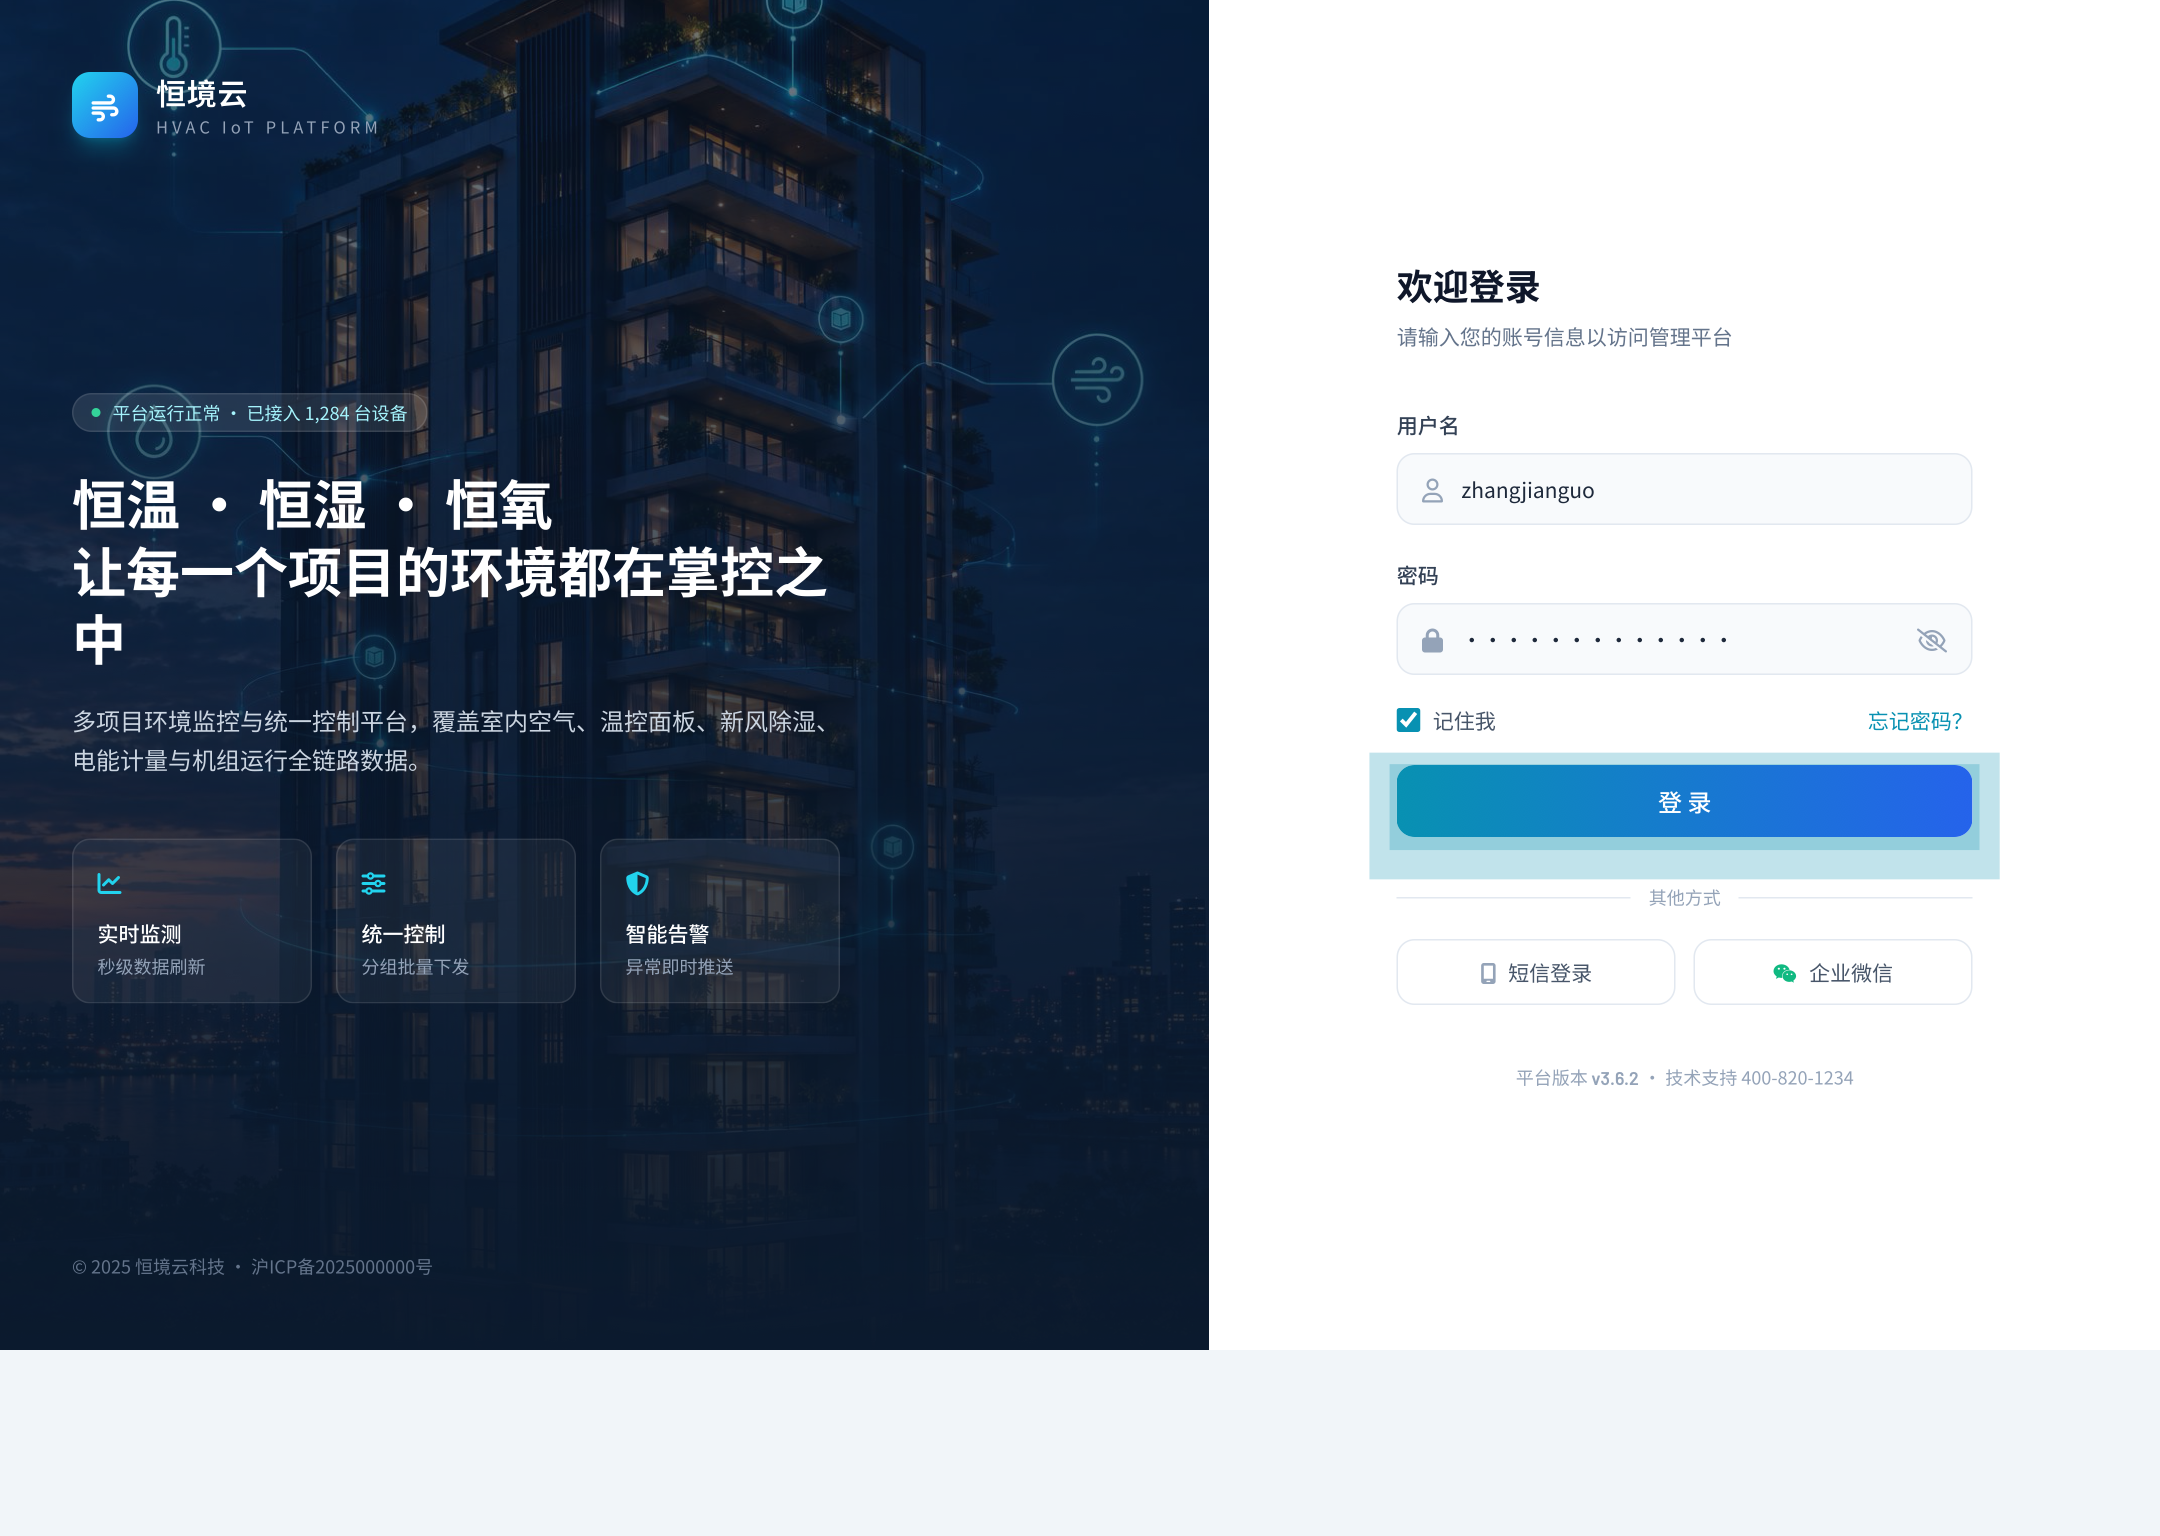 恒境云
HVAC IoT PLATFORM
平台运行正常 · 已接入 1,284 台设备
恒温 · 恒湿 · 恒氧
让每一个项目的环境都在掌控之
中
多项目环境监控与统一控制平台，覆盖室内空气、温控面板、新风除湿、
电能计量与机组运行全链路数据。
实时监测
秒级数据刷新
统一控制
分组批量下发
智能告警
异常即时推送
© 2025 恒境云科技 · 沪ICP备2025000000号
欢迎登录
请输入您的账号信息以访问管理平台
用户名
zhangjianguo
密码
·············
记住我
忘记密码?
登 录
其他方式
短信登录
企业微信
平台版本 v3.6.2 · 技术支持 400-820-1234